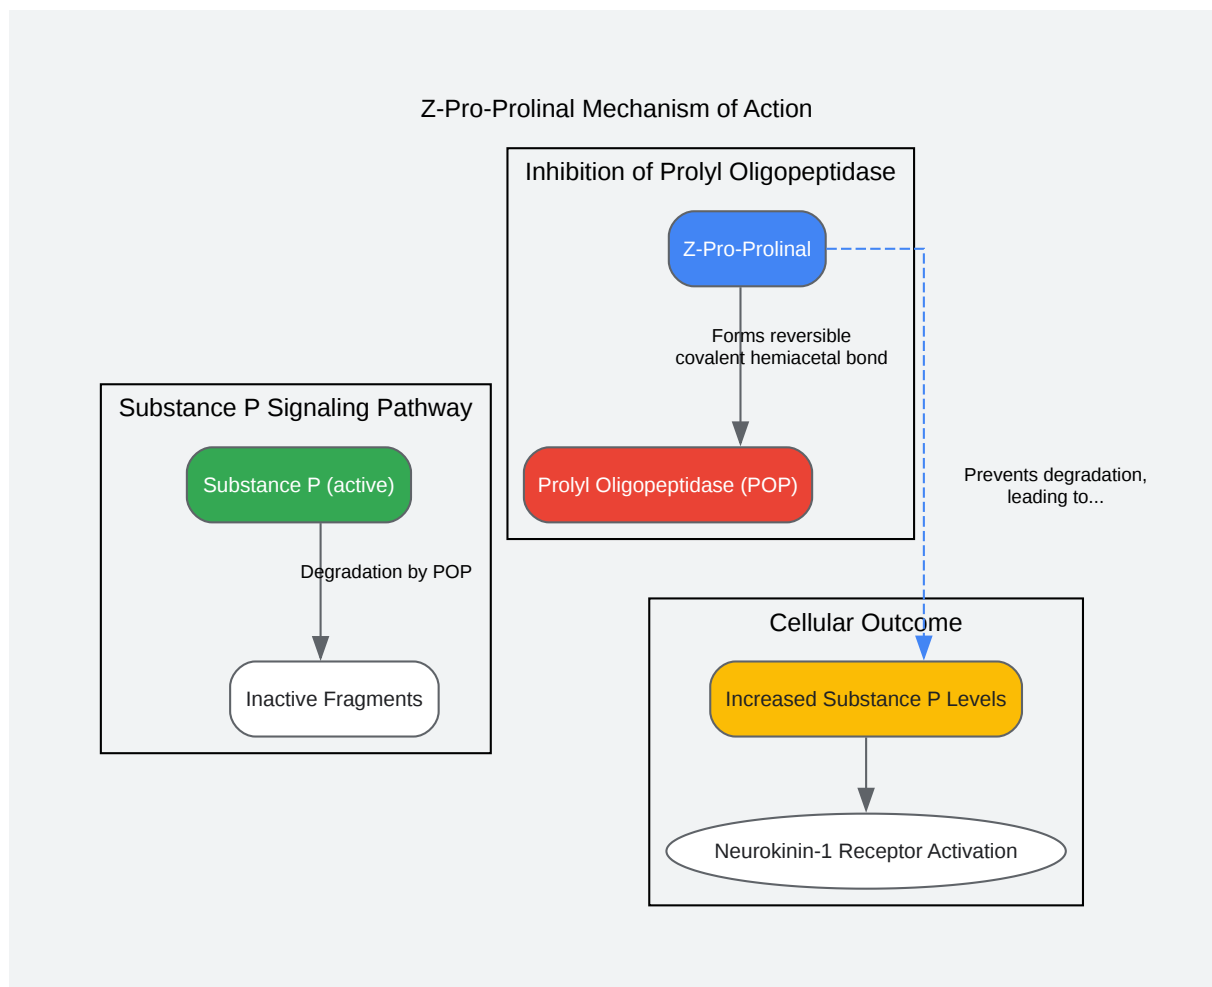 Z-Pro-Prolinal Mechanism of Action
Inhibition of Prolyl Oligopeptidase
Z-Pro-Prolinal
Forms reversible
covalent hemiacetal bond
Prolyl Oligopeptidase (POP)
Substance P Signaling Pathway
Substance P (active)
Degradation by POP
Inactive Fragments
Prevents degradation,
leading to...
Cellular Outcome
Increased Substance P Levels
Neurokinin-1 Receptor Activation